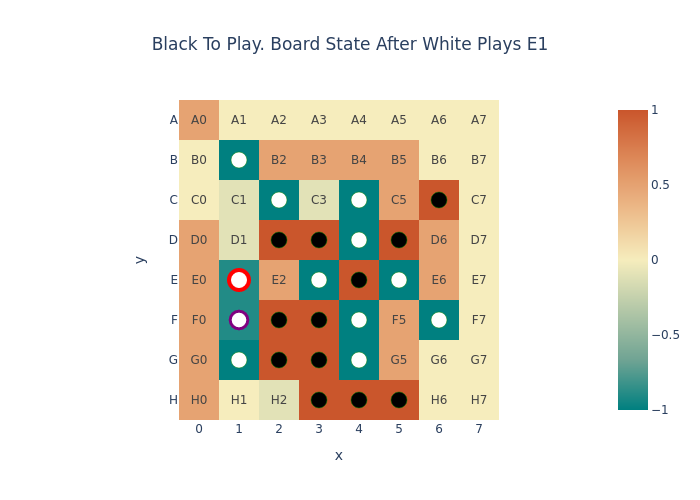 Black To Play. Board State After White Plays E1
A A0 A1 A2 A3 A4 A5 A6 A7
B B0 B2 B3 B4 B5 B6 B7
C C0 C1 C3 C5 C7
D D0 D1 D6 D7
E E0 E2 E6 E7
F F0 F5 F7
G G0 G5 G6 G7
H H0 H1 H2 H6 H7
0 1 2 3 4 5 6 7
x
y
1
0.5
0
−0.5
−1